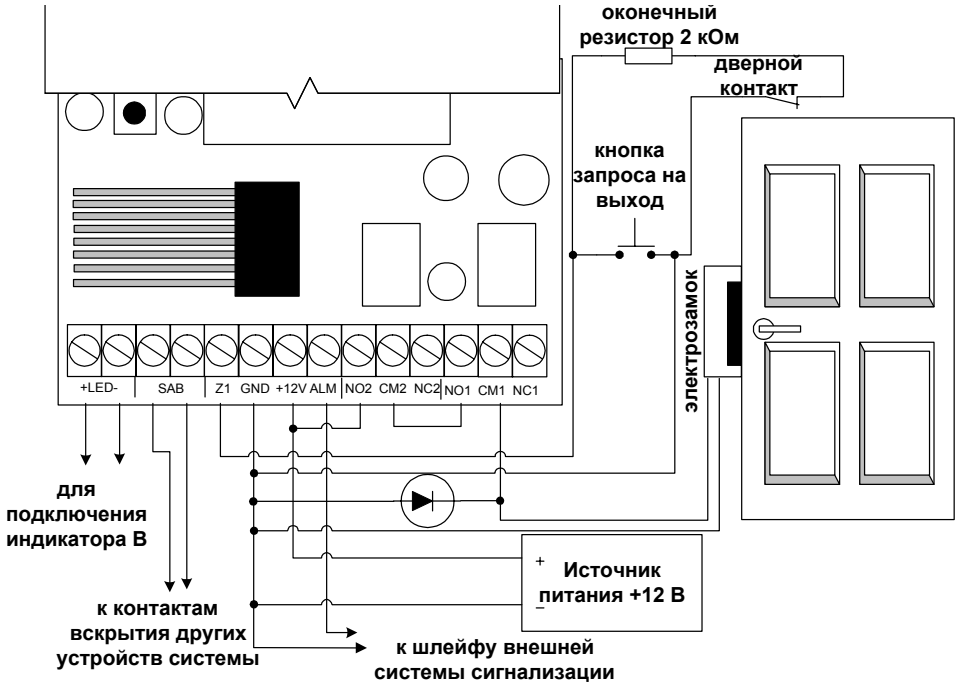 оконечный
резистор 2 кОм
дверной
контакт
кнопка
запроса на
выход
электрозамок
+LED- SAB Z1 GND +12V ALM NO2 CM2 NC2 NO1 CM1 NC1
для
подключения
индикатора В
+
Источник
питания +12 В
–
к контактам
вскрытия других
устройств системы
к шлейфу внешней
системы сигнализации